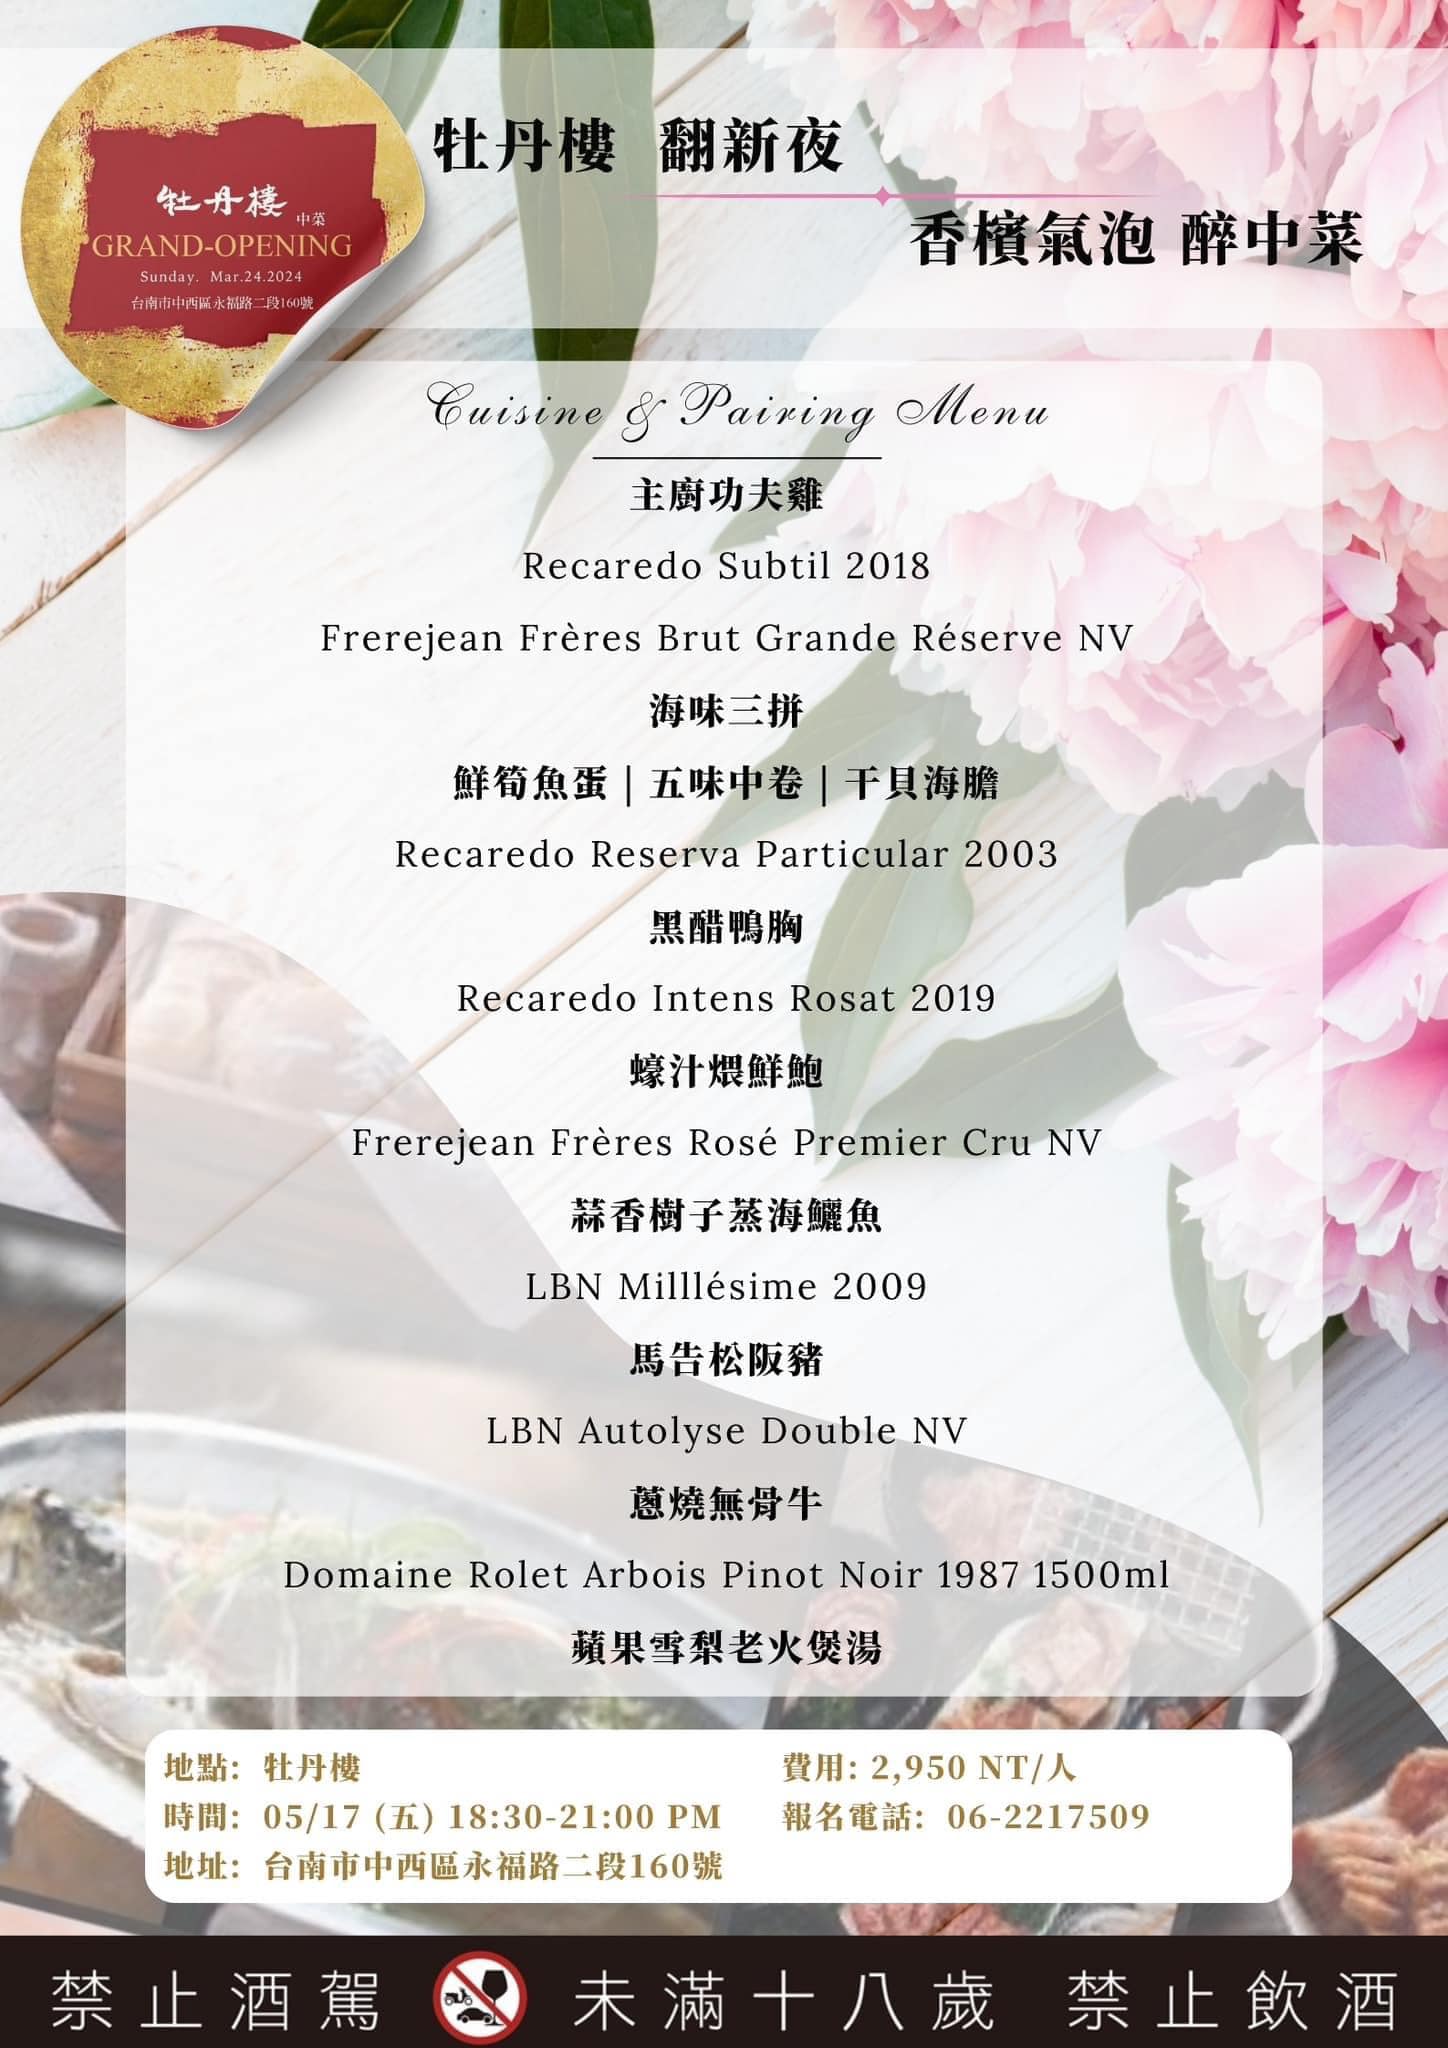 牡丹樓 中菜
GRAND-OPENING
Sunday. Mar.24.2024
台南市中西區永福路二段160號
牡丹樓 翻新夜
香檳氣泡 醉中菜
Cuisine & Pairing Menu
主廚功夫雞
Recaredo Subtil 2018
Frerejean Frères Brut Grande Réserve NV
海味三拼
鮮筍魚蛋 | 五味中卷 | 干貝海膽
Recaredo Reserva Particular 2003
黑醋鴨胸
Recaredo Intens Rosat 2019
蠔汁煨鮮鮑
Frerejean Frères Rosé Premier Cru NV
蒜香樹子蒸海鱺魚
LBN Milllésime 2009
馬告松阪豬
LBN Autolyse Double NV
蔥燒無骨牛
Domaine Rolet Arbois Pinot Noir 1987 1500ml
蘋果雪梨老火煲湯
地點: 牡丹樓
時間: 05/17 (五) 18:30-21:00 PM
地址: 台南市中西區永福路二段160號
費用: 2,950 NT/人
報名電話: 06-2217509
禁止酒駕 未滿十八歲 禁止飲酒